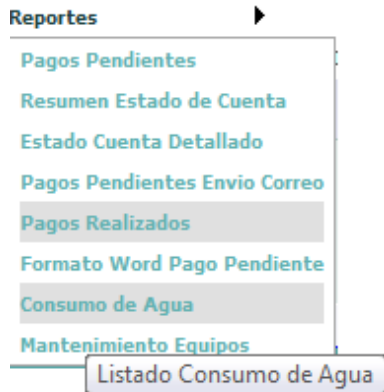 Reportes
Pagos Pendientes
Resumen Estado de Cuenta
Estado Cuenta Detallado
Pagos Pendientes Envio Correo
Pagos Realizados
Formato Word Pago Pendiente
Consumo de Agua
Mantenimiento Equipos
Listado Consumo de Agua